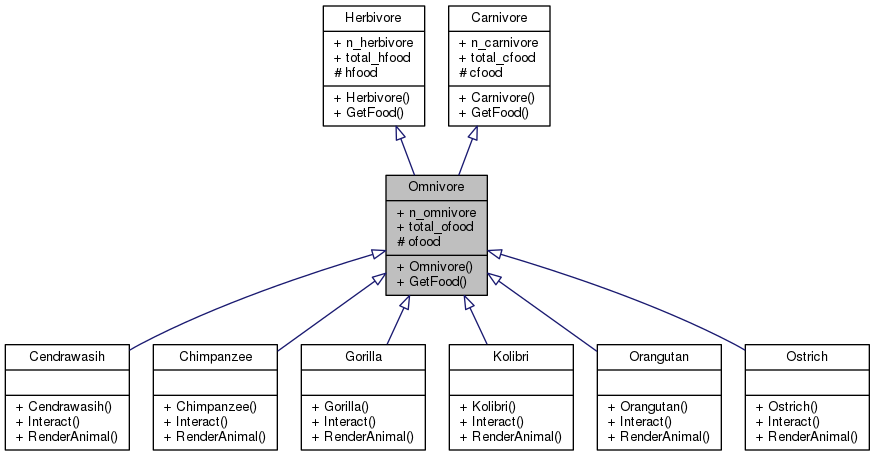 Herbivore
+ n_herbivore
+ total_hfood
# hfood
+ Herbivore()
+ GetFood()
Carnivore
+ n_carnivore
+ total_cfood
# cfood
+ Carnivore()
+ GetFood()
Omnivore
+ n_omnivore
+ total_ofood
# ofood
+ Omnivore()
+ GetFood()
Cendrawasih
+ Cendrawasih()
+ Interact()
+ RenderAnimal()
Chimpanzee
+ Chimpanzee()
+ Interact()
+ RenderAnimal()
Gorilla
+ Gorilla()
+ Interact()
+ RenderAnimal()
Kolibri
+ Kolibri()
+ Interact()
+ RenderAnimal()
Orangutan
+ Orangutan()
+ Interact()
+ RenderAnimal()
Ostrich
+ Ostrich()
+ Interact()
+ RenderAnimal()